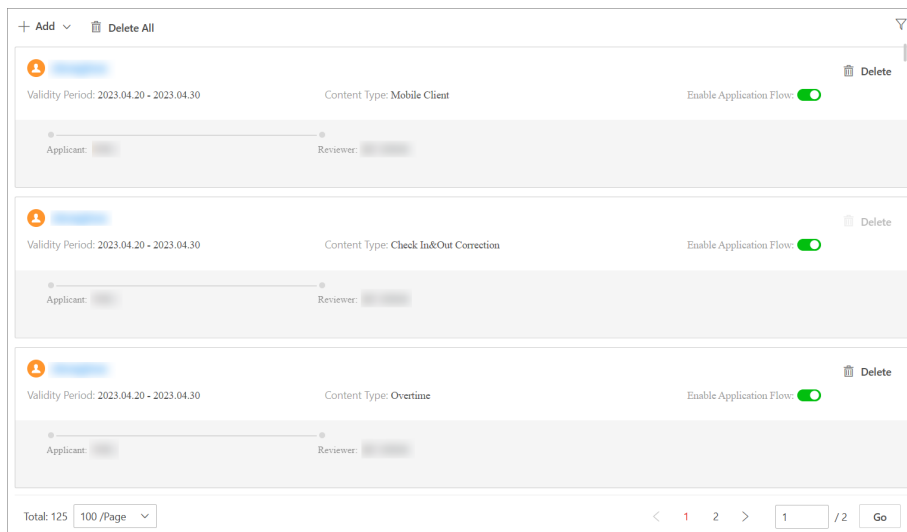 Add Delete All
Delete
Validity Period: 2023.04.20 - 2023.04.30 Content Type: Mobile Client Enable Application Flow:
Applicant: Reviewer:
Delete
Validity Period: 2023.04.20 - 2023.04.30 Content Type: Check In&Out Correction Enable Application Flow:
Applicant: Reviewer:
Delete
Validity Period: 2023.04.20 - 2023.04.30 Content Type: Overtime Enable Application Flow:
Applicant: Reviewer:
Total: 125 100 /Page < 1 2 > 1 / 2 Go